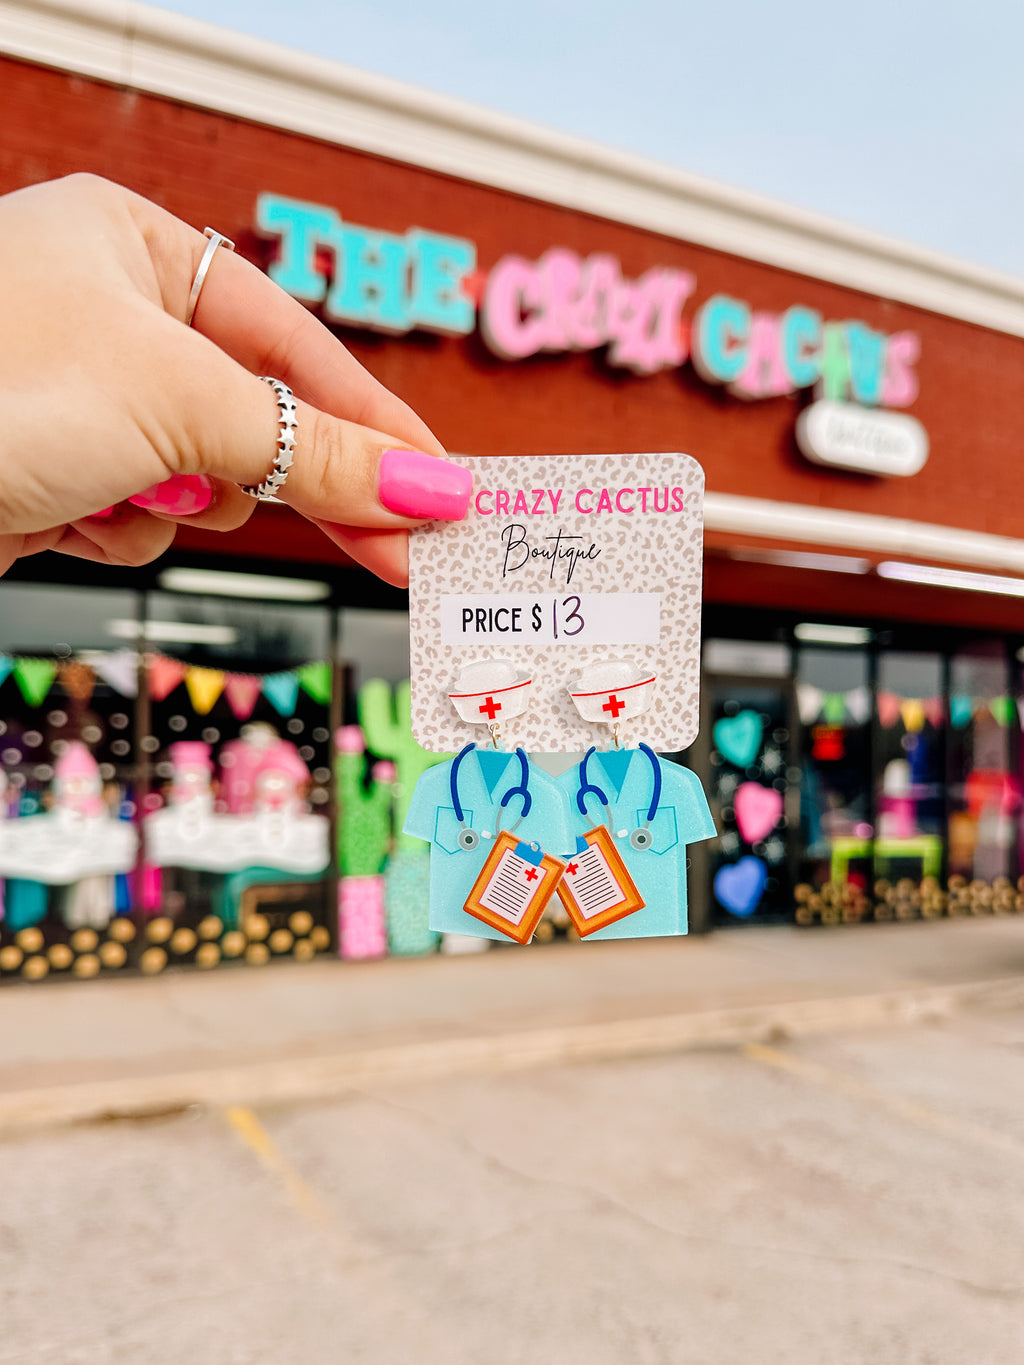 THE CRAZY CACTUS
CRAZY CACTUS
Boutique
PRICE $ 13